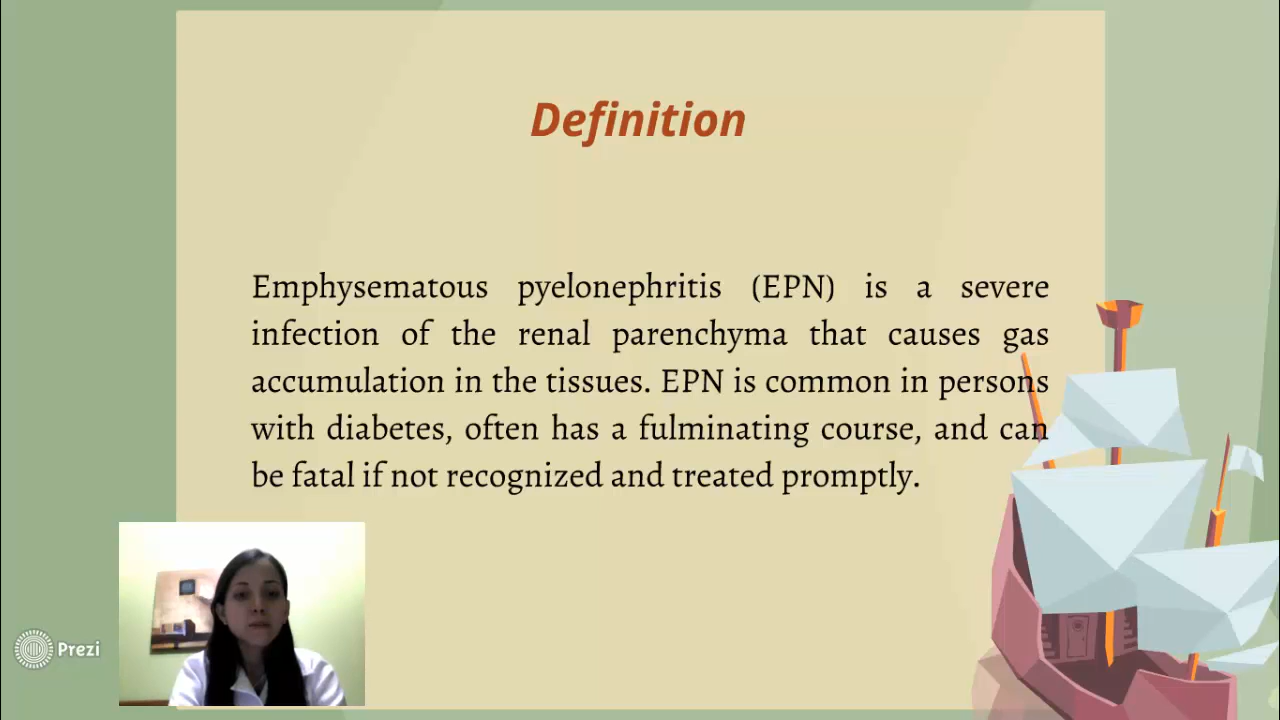 Definition
Emphysematous pyelonephritis (EPN) is a severe
infection of the renal parenchyma that causes gas
accumulation in the tissues. EPN is common in persons
with diabetes, often has a fulminating course, and can
be fatal if not recognized and treated promptly.
Prezi